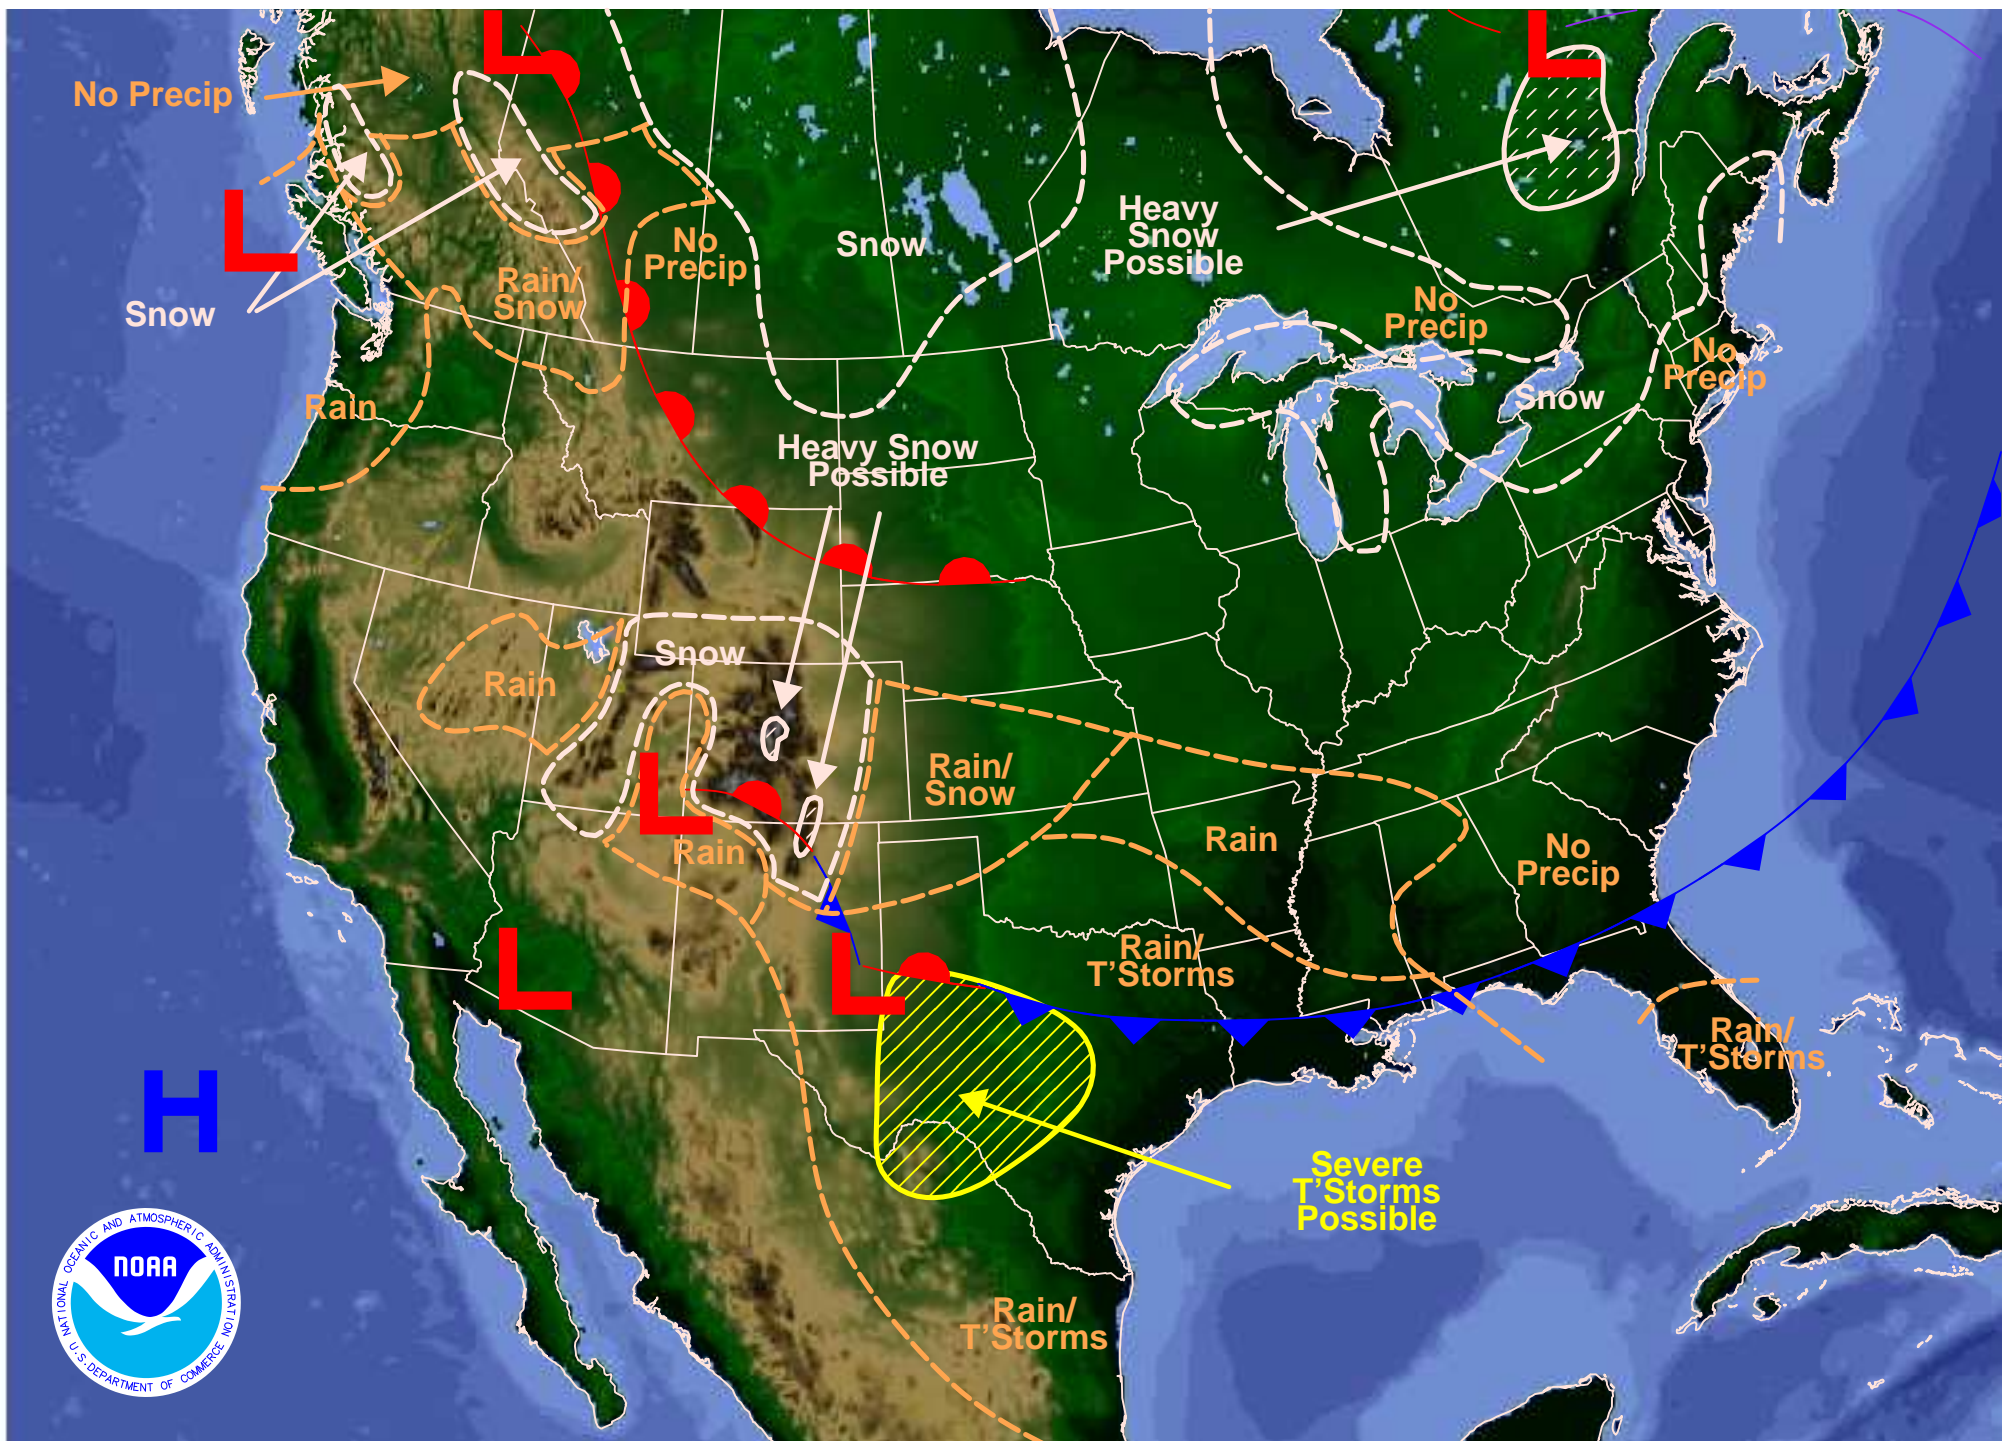 L
L
No Precip
L
Heavy
Snow
Possible
Snow
No
Precip
Rain/
Snow
Snow
No
Precip
No
Precip
Snow
Rain
Heavy Snow
Possible
Snow
Rain
Rain/
Snow
L
Rain
Rain
No
Precip
L
L
Rain/
T'Storms
Rain/
T'Storms
H
Severe
T'Storms
Possible
Rain/
T'Storms
NATIONAL OCEANIC AND ATMOSPHERIC ADMINISTRATION
NOAA
U.S. DEPARTMENT OF COMMERCE